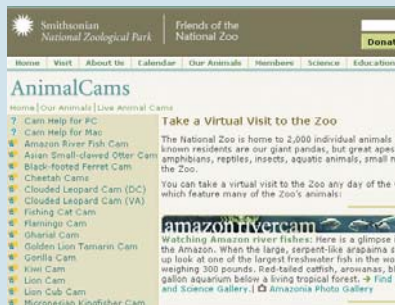 Smithsonian
National Zoological Park
Friends of the
National Zoo
Donat
Home Visit About Us Calendar Our Animals Members Science Education
AnimalCams
Home|Our Animals|Live Animal Cams
? Cam Help for PC
? Cam Help for Mac
Amazon River Fish Cam
Asian Small-clawed Otter Cam
Black-footed Ferret Cam
Cheetah Cams
Clouded Leopard Cam (DC)
Clouded Leopard Cam (VA)
Fishing Cat Cam
Flamingo Cam
Gharial Cam
Golden Lion Tamarin Cam
Gorilla Cam
Kiwi Cam
Lion Cam
Lion Cub Cam
Micronesian Kingfisher Cam
Take a Virtual Visit to the Zoo
The National Zoo is home to 2,000 individual animals
known residents are our giant pandas, but great apes
amphibians, reptiles, insects, aquatic animals, small m
the Zoo.
You can take a virtual visit to the Zoo any day of the
which feature many of the Zoo's animals:
amazonrivercam
Watching Amazon river fishes: Here is a glimpse
the Amazon. When the large, serpent-like arapaima s
up look at one of the largest freshwater fish in the wo
weighing 300 pounds. Red-tailed catfish, arowanas, bl
gallon aquarium below a living tropical forest. → Find
and Science Gallery.| Amazonia Photo Gallery